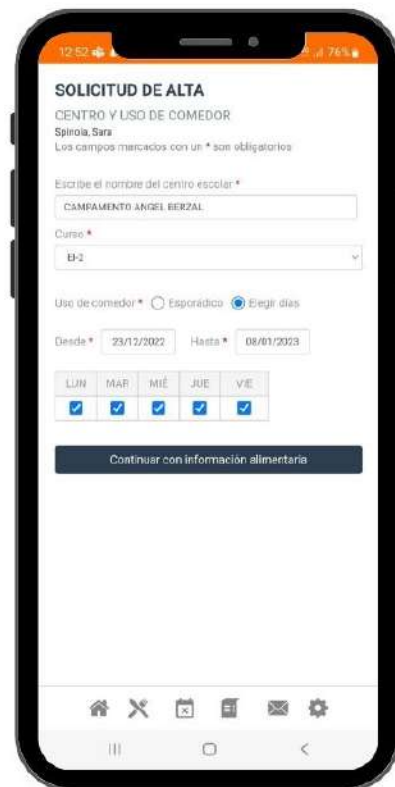 12:52
76%
SOLICITUD DE ALTA
CENTRO Y USO DE COMEDOR
Spinola, Sara
Los campos marcados con un * son obligatorios
Escribe el nombre del centro escolar *
CAMPAMENTO ANGEL BERZAL
Curso *
EI-2
Uso de comedor * Esporádico Elegir días
Desde * 23/12/2022 Hasta * 08/01/2023
LUN MAR MIÉ JUE VIE
Continuar con información alimentaria